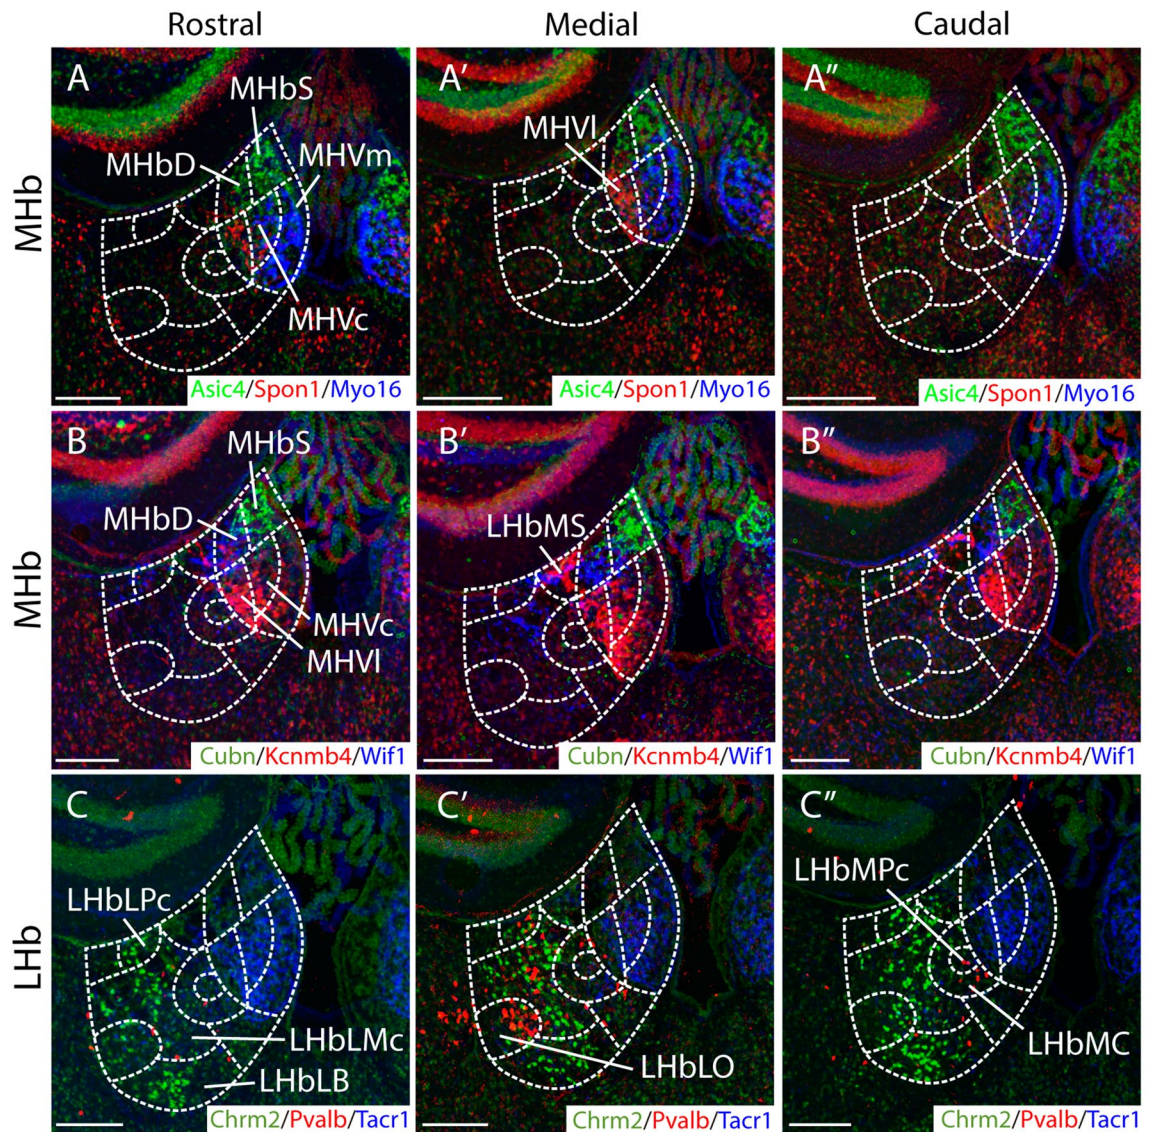 Rostral Medial Caudal
MHb
A
MHbS
MHbD
MHVm
MHVc
Asic4/Spon1/Myo16
A′
MHVl
Asic4/Spon1/Myo16
A″
Asic4/Spon1/Myo16
MHb
B
MHbS
MHbD
MHVc
MHVl
Cubn/Kcnmb4/Wif1
B′
LHbMS
Cubn/Kcnmb4/Wif1
B″
Cubn/Kcnmb4/Wif1
LHb
C
LHbLPc
LHbLMc
LHbLB
Chrm2/Pvalb/Tacr1
C′
LHbLO
Chrm2/Pvalb/Tacr1
C″
LHbMPc
LHbMC
Chrm2/Pvalb/Tacr1